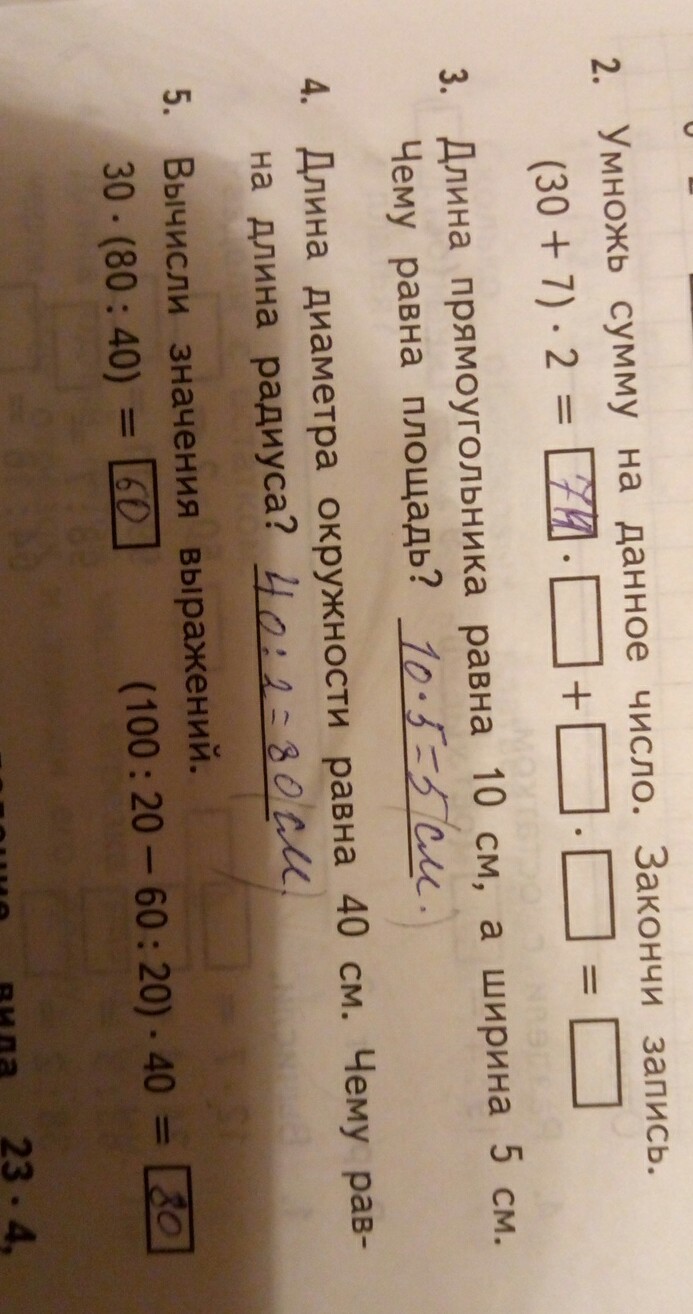 2. Умножь сумму на данное число. Закончи запись.
(30 + 7) · 2 = 74 · □ + □ · □ = □
3. Длина прямоугольника равна 10 см, а ширина 5 см.
Чему равна площадь? 10·5=5(см.)
4. Длина диаметра окружности равна 40 см. Чему рав-
на длина радиуса? 40:2=80(см.)
5. Вычисли значения выражений.
30 · (80 : 40) = 60 (100 : 20 – 60 : 20) · 40 = 80
вида 23 · 4,